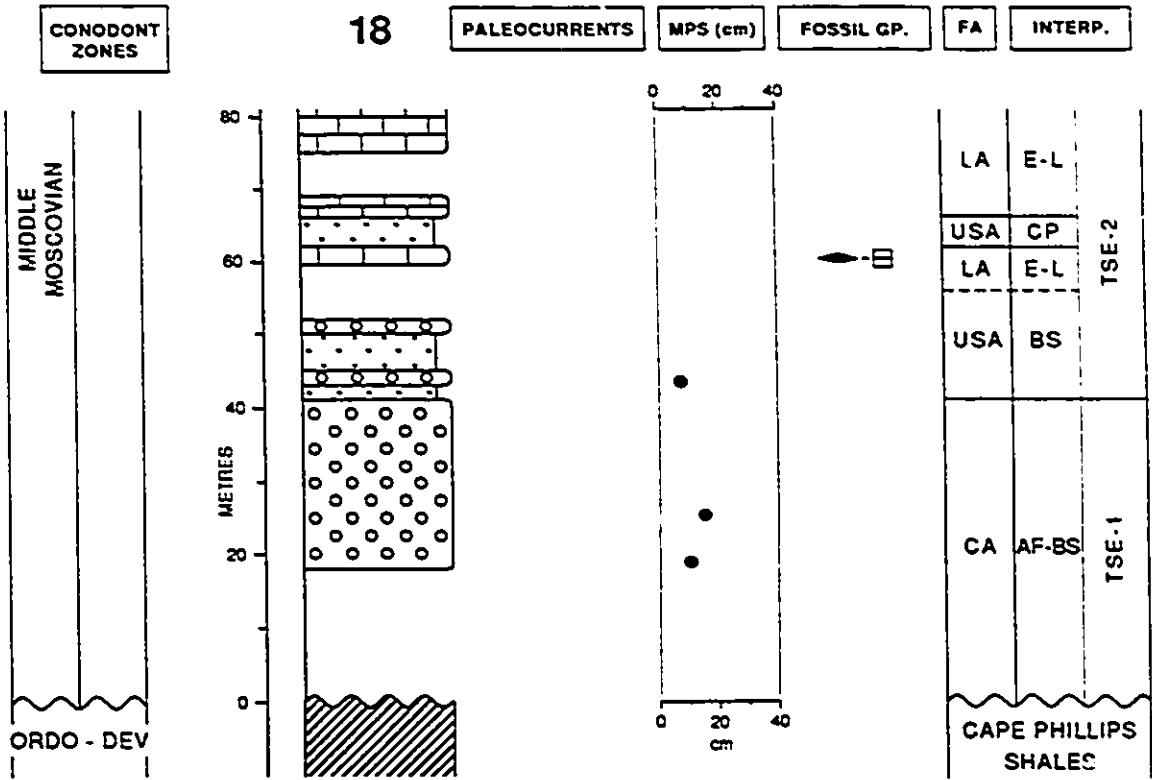 CONODONT
ZONES
18
PALEOCURRENTS
MPS (cm)
FOSSIL GP.
FA
INTERP.
0 20 40
80
MIDDLE
MOSCOVIAN
LA E-L
USA CP
TSE-2
60
LA E-L
USA BS
40
METRES
20
CA AF-BS
TSE-1
0
0 20 40
cm
ORDO - DEV
CAPE PHILLIPS
SHALES